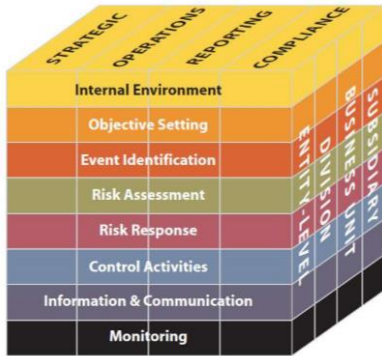 STRATEGIC
OPERATIONS
REPORTING
COMPLIANCE
Internal Environment
Objective Setting
Event Identification
Risk Assessment
Risk Response
Control Activities
Information & Communication
Monitoring
ENTITY-LEVEL
DIVISION
BUSINESS UNIT
SUBSIDIARY